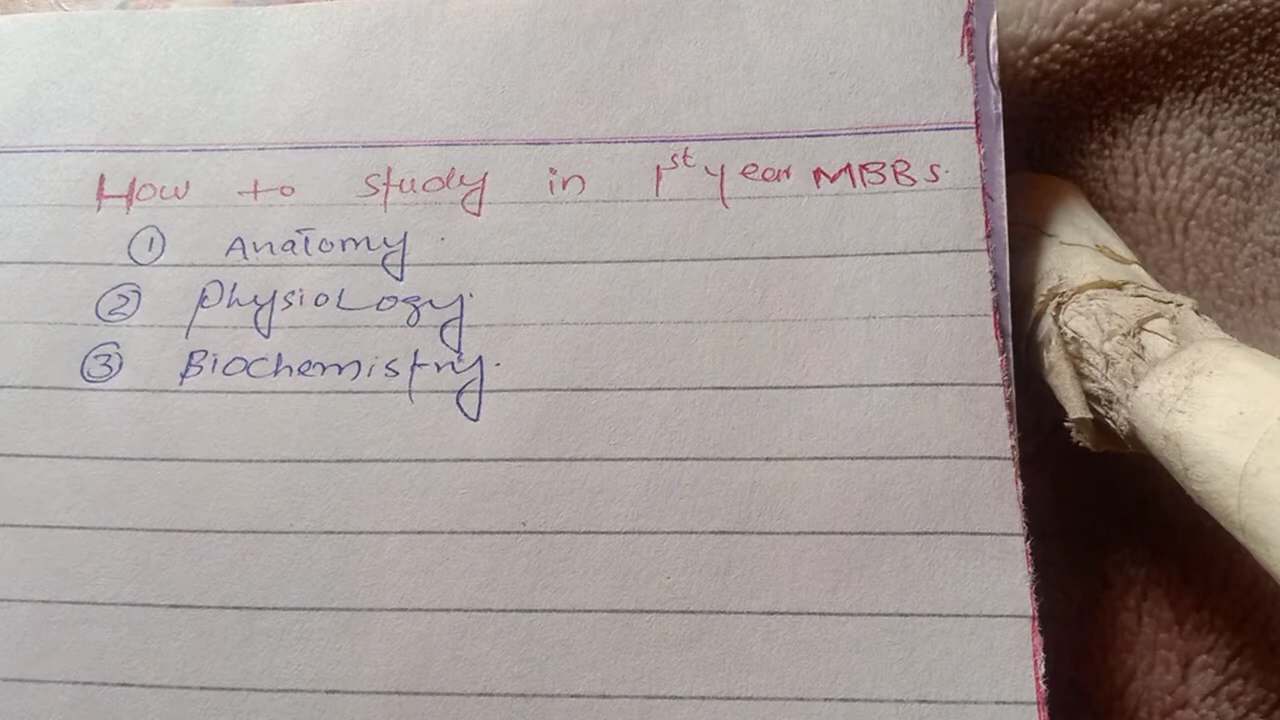 How to study in 1st year MBBS.
① Anatomy.
② Physiology.
③ Biochemistry.